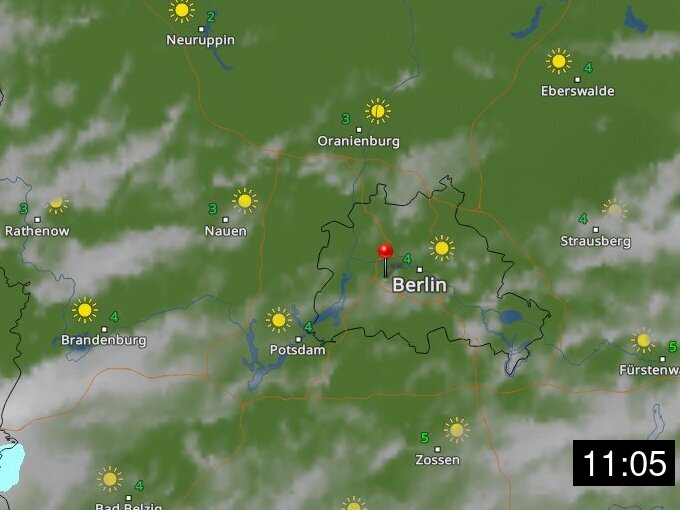 2
Neuruppin
4
Eberswalde
3
Oranienburg
3
Rathenow
3
Nauen
4
Strausberg
4
Berlin
4
Brandenburg
4
Potsdam
5
Fürstenwa
5
Zossen
11:05
4
Bad Belzig